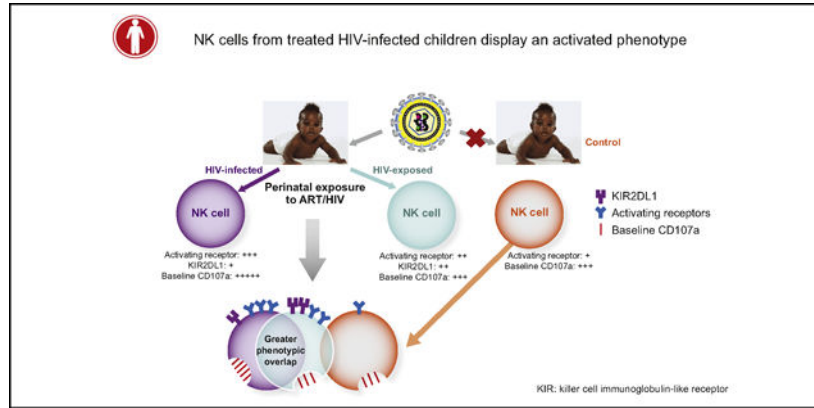 NK cells from treated HIV-infected children display an activated phenotype
Control
HIV-infected
HIV-exposed
Perinatal exposure
to ART/HIV
NK cell
NK cell
NK cell
KIR2DL1
Activating receptors
Baseline CD107a
Activating receptor: +++
KIR2DL1: +
Baseline CD107a: +++++
Activating receptor: ++
KIR2DL1: ++
Baseline CD107a: +++
Activating receptor: +
Baseline CD107a: +++
Greater
phenotypic
overlap
KIR: killer cell immunoglobulin-like receptor